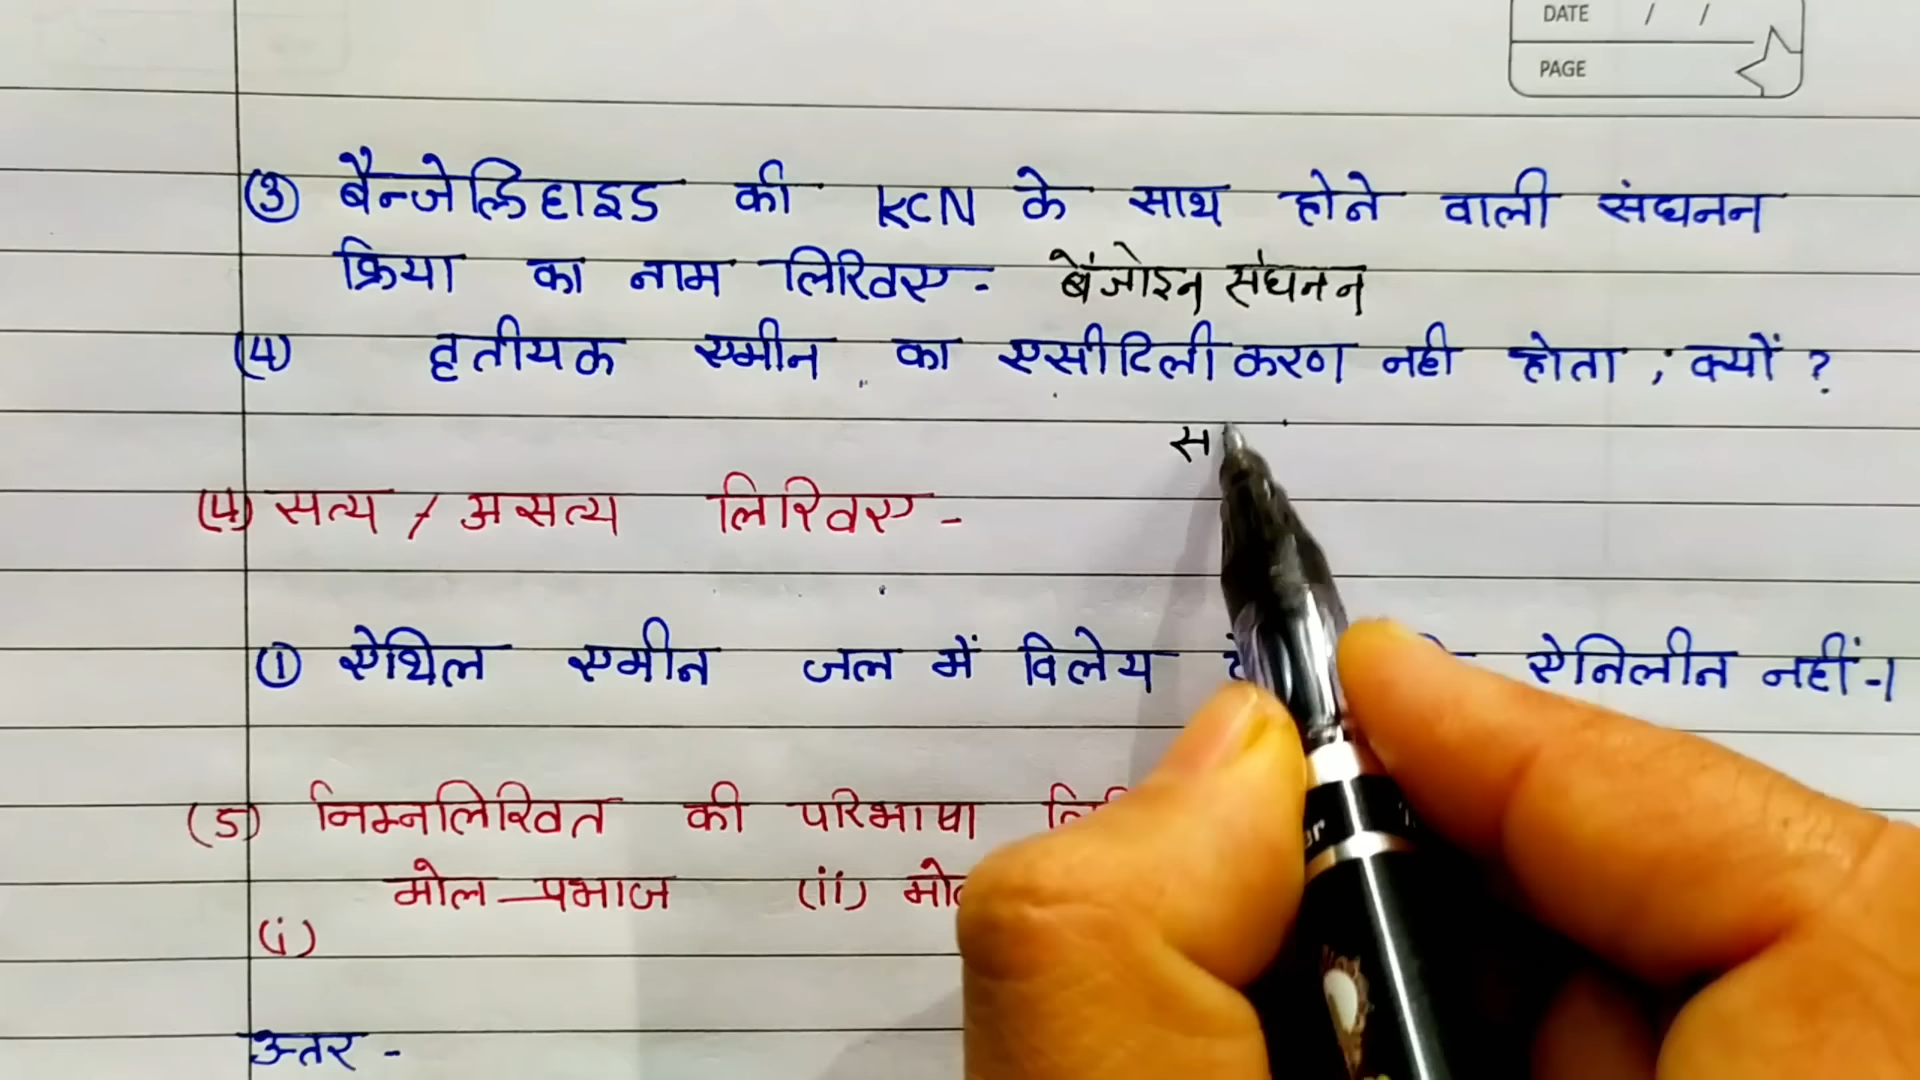 DATE / /
PAGE
(3) बैन्जेल्डिहाइड की KCN के साथ होने वाली संघनन
क्रिया का नाम लिखिए - बेंजोइन संघनन
(4) तृतीयक एमीन का एसीटिलीकरण नही होता, क्यों ?
स
(4) सत्य / असत्य लिखिए -
(1) ऐथिल एमीन जल में विलेय ऐनिलीन नहीं-।
(5) निम्नलिखित की परिभाषा
मोल-प्रभाज (ii)
(i)
उत्तर -